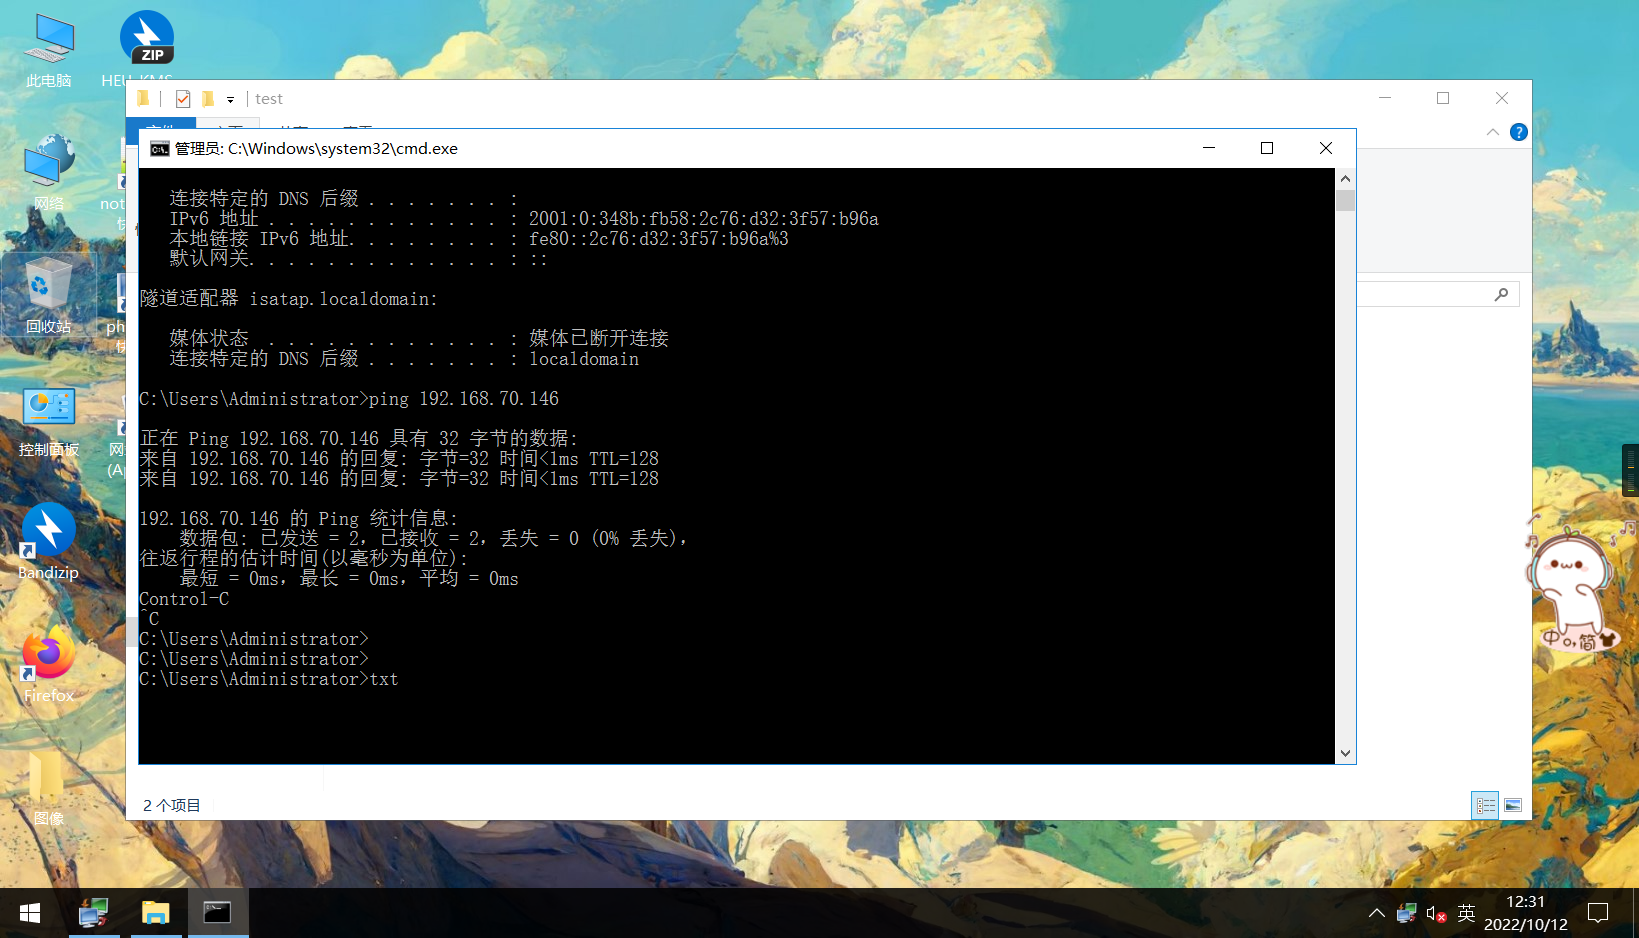 此电脑
ZIP
HEU_KMS
test
网络
not
回收站
ph
控制面板
网
(Ap
Bandizip
Firefox
图像
管理员: C:\Windows\system32\cmd.exe
连接特定的 DNS 后缀 . . . . . . . :
IPv6 地址 . . . . . . . . . . . . : 2001:0:348b:fb58:2c76:d32:3f57:b96a
本地链接 IPv6 地址. . . . . . . . : fe80::2c76:d32:3f57:b96a%3
默认网关. . . . . . . . . . . . . : ::
隧道适配器 isatap.localdomain:
媒体状态  . . . . . . . . . . . . : 媒体已断开连接
连接特定的 DNS 后缀 . . . . . . . : localdomain
C:\Users\Administrator>ping 192.168.70.146
正在 Ping 192.168.70.146 具有 32 字节的数据:
来自 192.168.70.146 的回复: 字节=32 时间<1ms TTL=128
来自 192.168.70.146 的回复: 字节=32 时间<1ms TTL=128
192.168.70.146 的 Ping 统计信息:
数据包: 已发送 = 2，已接收 = 2，丢失 = 0 (0% 丢失)，
往返行程的估计时间(以毫秒为单位):
最短 = 0ms，最长 = 0ms，平均 = 0ms
Control-C
^C
C:\Users\Administrator>
C:\Users\Administrator>
C:\Users\Administrator>txt
2 个项目
中 o, 简
英
12:31
2022/10/12